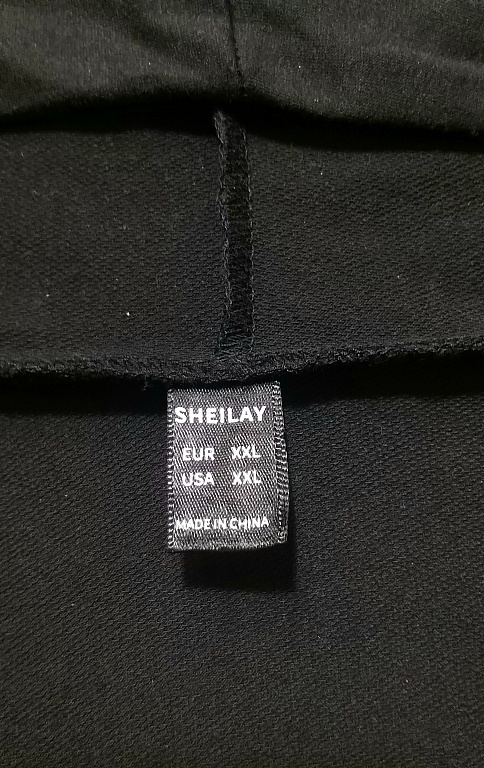 SHEILAY
EUR XXL
USA XXL
MADE IN CHINA